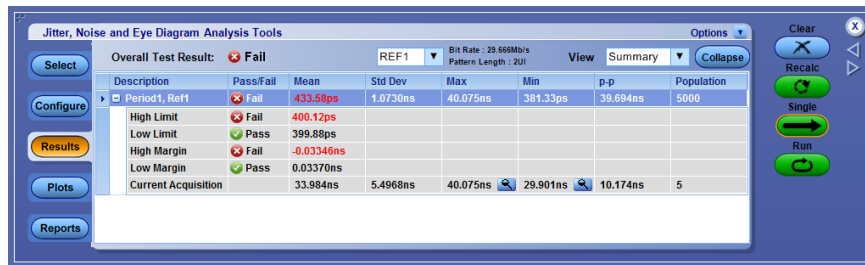 Jitter, Noise and Eye Diagram Analysis Tools Options Clear
Overall Test Result: Fail REF1 Bit Rate : 29.666Mb/s Pattern Length : 2UI View Summary Collapse
Select Recalc
Description Pass/Fail Mean Std Dev Max Min p-p Population
Period1, Ref1 Fail 433.58ps 1.0730ns 40.075ns 381.33ps 39.694ns 5000
Configure Single
High Limit Fail 400.12ps
Low Limit Pass 399.88ps
Results High Margin Fail -0.03346ns Run
Low Margin Pass 0.03370ns
Current Acquisition 33.984ns 5.4968ns 40.075ns 29.901ns 10.174ns 5
Plots
Reports